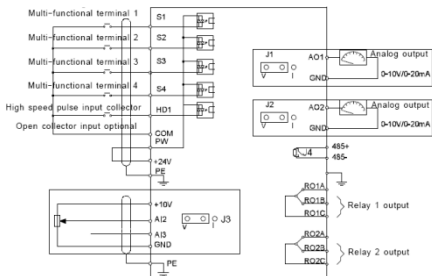 Multi-functional terminal 1
S1
Multi-functional terminal 2
S2
Multi-functional terminal 3
S3
Multi-functional terminal 4
S4
High speed pulse input collector
HD1
Open collector input optional
COM
PW
+24V
PE
+10V
AI2
AI3
GND
V I J3
PE
J1
V I
AO1
Analog output
GND
0-10V/0-20mA
J2
V I
AO2
Analog output
GND
0-10V/0-20mA
J4
485+
485-
RO1A
RO1B
RO1C
Relay 1 output
RO2A
RO2B
RO2C
Relay 2 output